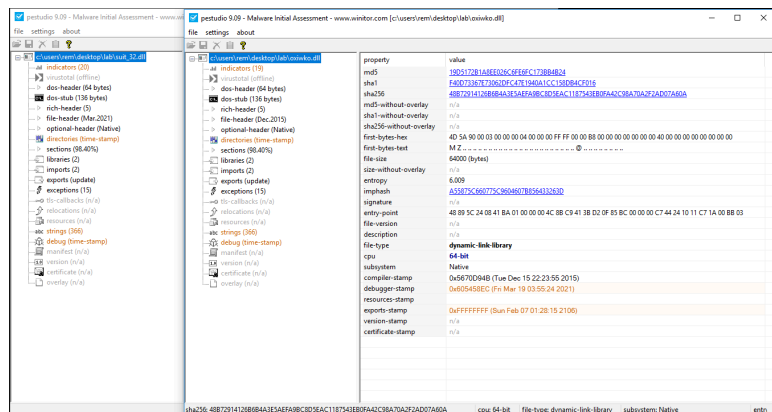 pestudio 9.09 - Malware Initial Assessment - www.wi
file settings about
c:\users\rem\desktop\lab\suit_32.dll
indicators (20)
virustotal (offline)
dos-header (64 bytes)
dos-stub (136 bytes)
rich-header (5)
file-header (Mar.2021)
optional-header (Native)
directories (time-stamp)
sections (98.40%)
libraries (2)
imports (2)
exports (update)
exceptions (15)
tls-callbacks (n/a)
relocations (n/a)
resources (n/a)
abc strings (366)
debug (time-stamp)
manifest (n/a)
version (n/a)
certificate (n/a)
overlay (n/a)
pestudio 9.09 - Malware Initial Assessment - www.winitor.com [c:\users\rem\desktop\lab\oxiwko.dll]
file settings about
c:\users\rem\desktop\lab\oxiwko.dll
indicators (19)
virustotal (offline)
dos-header (64 bytes)
dos-stub (136 bytes)
rich-header (5)
file-header (Dec.2015)
optional-header (Native)
directories (time-stamp)
sections (98.40%)
libraries (2)
imports (2)
exports (update)
exceptions (15)
tls-callbacks (n/a)
relocations (n/a)
resources (n/a)
abc strings (366)
debug (time-stamp)
manifest (n/a)
version (n/a)
certificate (n/a)
overlay (n/a)
property value
md5 19D5172B1A8EE026C6FE6FC173BB4B24
sha1 F40D73367E73062DFC47E1940A1CC158DB4CF016
sha256 48B72914126B6B4A3E5AEFA9BC8D5EAC1187543EB0FA42C98A70A2F2AD07A60A
md5-without-overlay n/a
sha1-without-overlay n/a
sha256-without-overlay n/a
first-bytes-hex 4D 5A 90 00 03 00 00 00 04 00 00 00 FF FF 00 00 B8 00 00 00 00 00 00 00 40 00 00 00 00 00 00 00
first-bytes-text M Z .. .. .. .. .. .. .. .. .. .. .. .. .. .. .. .. .. .. .. .. @ .. .. .. .. .. .. ..
file-size 64000 (bytes)
size-without-overlay n/a
entropy 6.009
imphash A55875C660775C9604607B856433263D
signature n/a
entry-point 48 89 5C 24 08 41 BA 01 00 00 00 4C 8B C9 41 3B D2 0F 85 BC 00 00 00 C7 44 24 10 11 C7 1A 00 BB 03
file-version n/a
description n/a
file-type dynamic-link-library
cpu 64-bit
subsystem Native
compiler-stamp 0x5670D94B (Tue Dec 15 22:23:55 2015)
debugger-stamp 0x605458EC (Fri Mar 19 03:55:24 2021)
resources-stamp
exports-stamp 0xFFFFFFFF (Sun Feb 07 01:28:15 2106)
version-stamp n/a
certificate-stamp n/a
sha256: 48B72914126B6B4A3E5AEFA9BC8D5EAC1187543EB0FA42C98A70A2F2AD07A60A cpu: 64-bit file-type: dynamic-link-library subsystem: Native entry